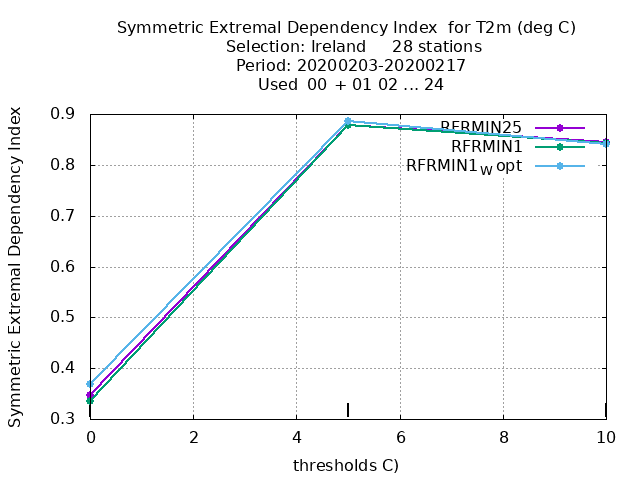 Symmetric Extremal Dependency Index  for T2m (deg C)
Selection: Ireland     28 stations
Period: 20200203-20200217
Used  00 + 01 02 ... 24
Symmetric Extremal Dependency Index
0.9
0.8
0.7
0.6
0.5
0.4
0.3
RFRMIN25
RFRMIN1
RFRMIN1W opt
0 2 4 6 8 10
thresholds C)